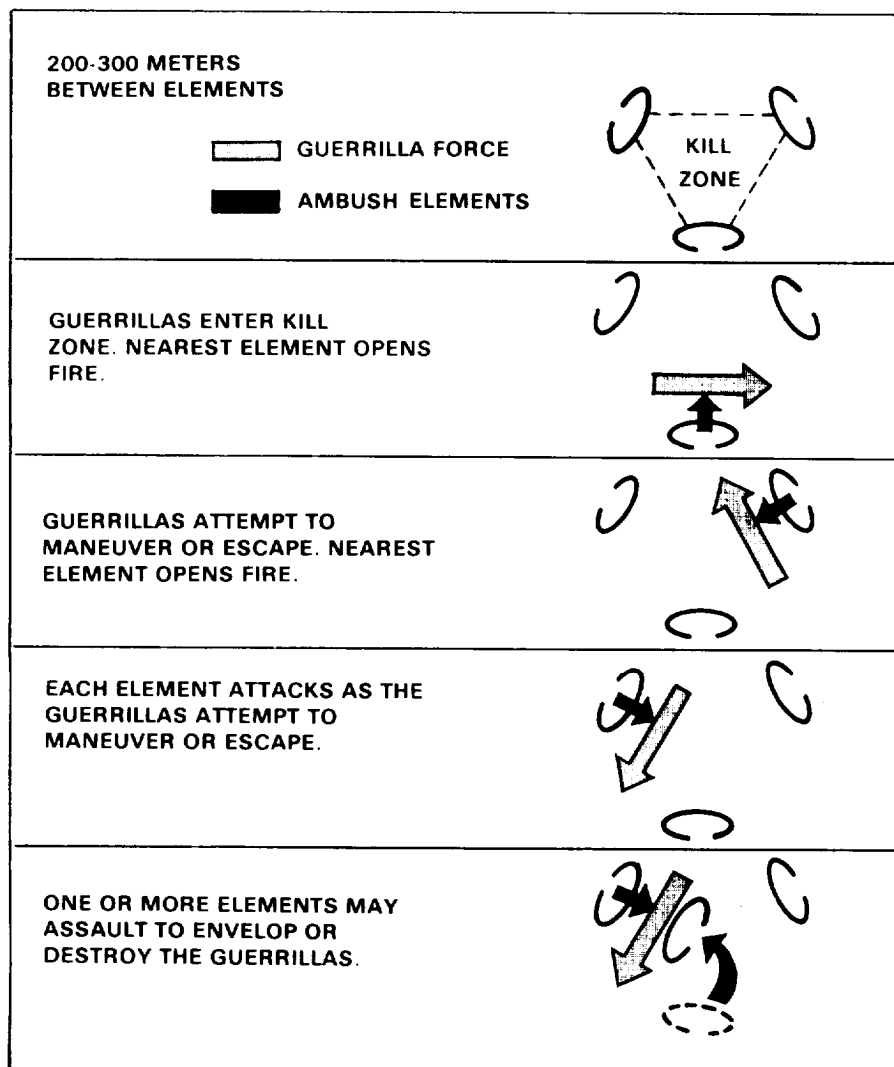 200-300 METERS
BETWEEN ELEMENTS
GUERRILLA FORCE
AMBUSH ELEMENTS
KILL
ZONE
GUERRILLAS ENTER KILL
ZONE. NEAREST ELEMENT OPENS
FIRE.
GUERRILLAS ATTEMPT TO
MANEUVER OR ESCAPE. NEAREST
ELEMENT OPENS FIRE.
EACH ELEMENT ATTACKS AS THE
GUERRILLAS ATTEMPT TO
MANEUVER OR ESCAPE.
ONE OR MORE ELEMENTS MAY
ASSAULT TO ENVELOP OR
DESTROY THE GUERRILLAS.